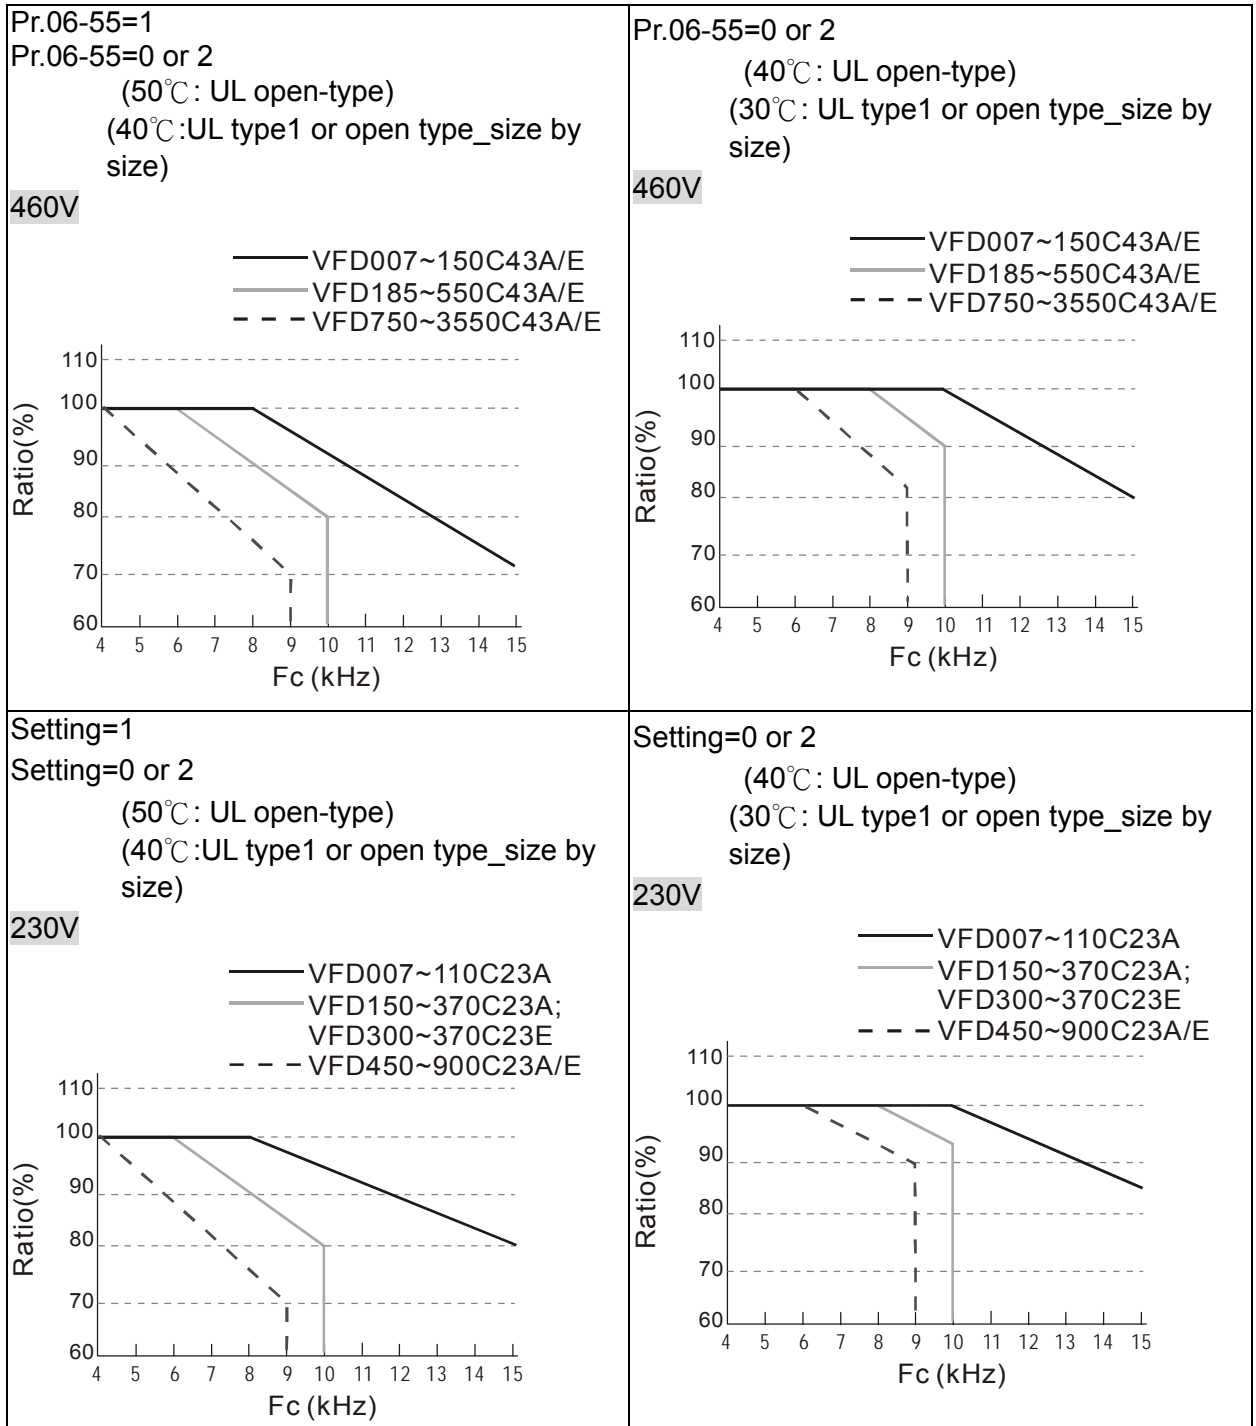 Pr.06-55=1
Pr.06-55=0 or 2
(50℃: UL open-type)
(40℃:UL type1 or open type_size by
size)
460V
VFD007~150C43A/E
VFD185~550C43A/E
VFD750~3550C43A/E
110
100
90
80
70
60
Ratio(%)
4 5 6 7 8 9 10 11 12 13 14 15
Fc (kHz)
Pr.06-55=0 or 2
(40℃: UL open-type)
(30℃: UL type1 or open type_size by
size)
460V
VFD007~150C43A/E
VFD185~550C43A/E
VFD750~3550C43A/E
110
100
90
80
70
60
Ratio(%)
4 5 6 7 8 9 10 11 12 13 14 15
Fc (kHz)
Setting=1
Setting=0 or 2
(50℃: UL open-type)
(40℃:UL type1 or open type_size by
size)
230V
VFD007~110C23A
VFD150~370C23A;
VFD300~370C23E
VFD450~900C23A/E
110
100
90
80
70
60
Ratio(%)
4 5 6 7 8 9 10 11 12 13 14 15
Fc (kHz)
Setting=0 or 2
(40℃: UL open-type)
(30℃: UL type1 or open type_size by
size)
230V
VFD007~110C23A
VFD150~370C23A;
VFD300~370C23E
VFD450~900C23A/E
110
100
90
80
70
60
Ratio(%)
4 5 6 7 8 9 10 11 12 13 14 15
Fc (kHz)